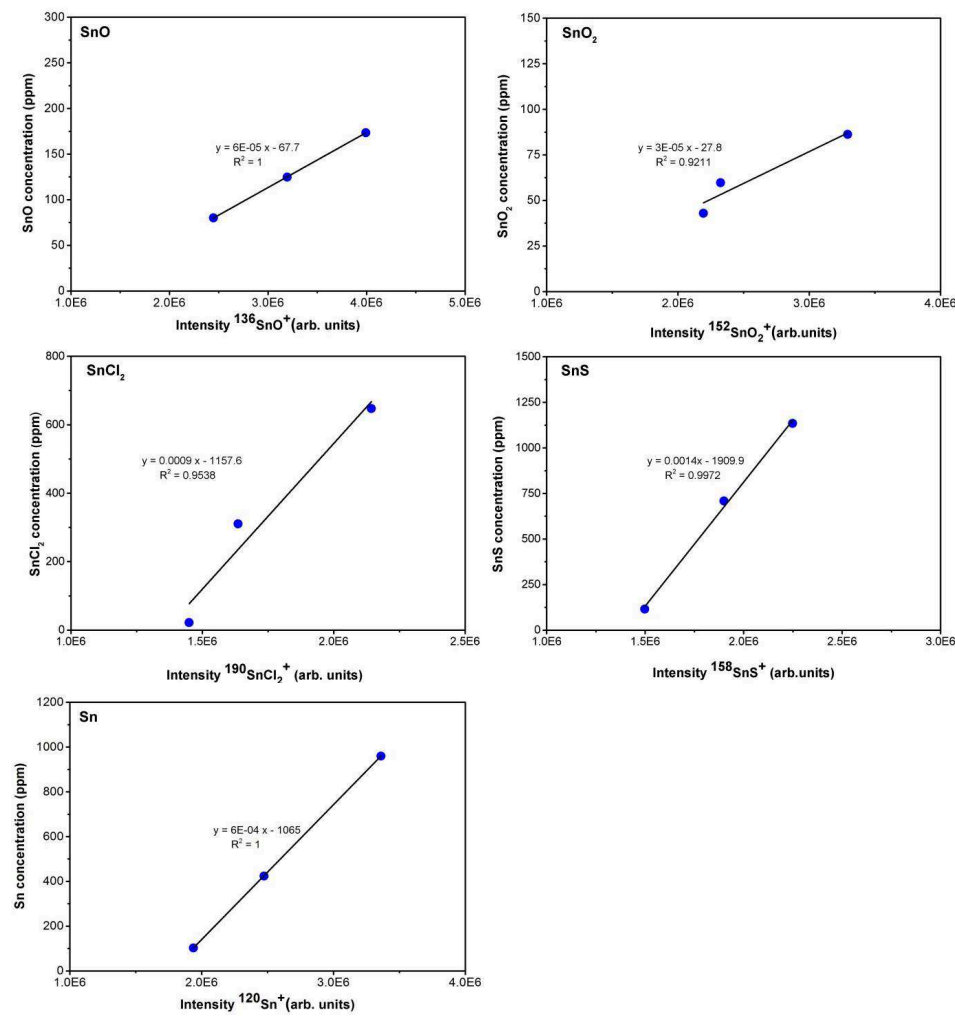 SnO
SnO concentration (ppm)
300
250
200
150
100
50
0
y = 6E-05 x - 67.7
R² = 1
1.0E6 2.0E6 3.0E6 4.0E6 5.0E6
Intensity ¹³⁶SnO⁺(arb. units)
SnO₂
SnO₂ concentration (ppm)
150
125
100
75
50
25
0
y = 3E-05 x - 27.8
R² = 0.9211
1.0E6 2.0E6 3.0E6 4.0E6
Intensity ¹⁵²SnO₂⁺(arb.units)
SnCl₂
SnCl₂ concentration (ppm)
800
600
400
200
0
y = 0.0009 x - 1157.6
R² = 0.9538
1.0E6 1.5E6 2.0E6 2.5E6
Intensity ¹⁹⁰SnCl₂⁺ (arb. units)
SnS
SnS concentration (ppm)
1500
1250
1000
750
500
250
0
y = 0.0014x - 1909.9
R² = 0.9972
1.0E6 1.5E6 2.0E6 2.5E6 3.0E6
Intensity ¹⁵⁸SnS⁺ (arb.units)
Sn
Sn concentration (ppm)
1200
1000
800
600
400
200
0
y = 6E-04 x - 1065
R² = 1
1.0E6 2.0E6 3.0E6 4.0E6
Intensity ¹²⁰Sn⁺(arb. units)